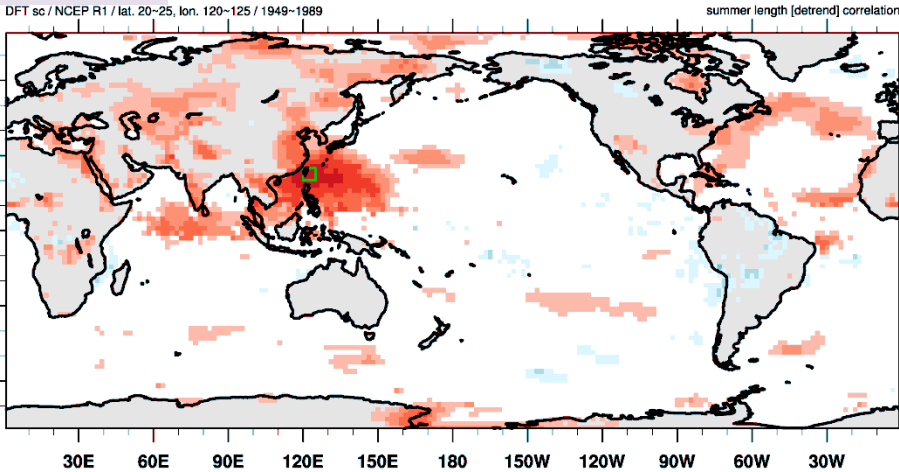 DFT sc / NCEP R1 / lat. 20~25, lon. 120~125 / 1949~1989
summer length [detrend] correlation
30E 60E 90E 120E 150E 180 150W 120W 90W 60W 30W